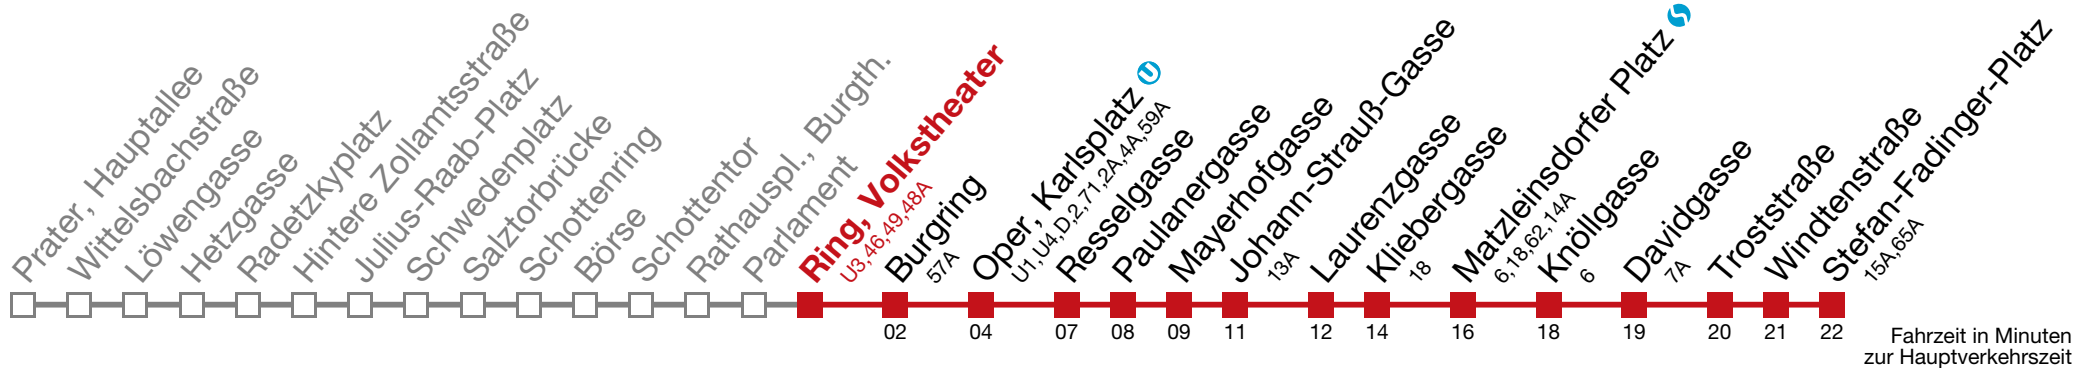 Prater, Hauptallee
Wittelsbachstraße
Löwengasse
Hetzgasse
Radetzkyplatz
Hintere Zollamtsstraße
Julius-Raab-Platz
Schwedenplatz
Salztorbrücke
Schottenring
Börse
Schottentor
Rathauspl., Burgth.
Parlament
Ring, Volkstheater
U3,46,49,48A
Burgring
57A
Oper, Karlsplatz U
U1,U4,D,2,71,2A,4A,59A
Resselgasse
Paulanergasse
Mayerhofgasse
Johann-Strauß-Gasse
13A
Laurenzgasse
Kliebergasse
18
Matzleinsdorfer Platz S
6,18,62,14A
Knöllgasse
6
Davidgasse
7A
Troststraße
Windtenstraße
Stefan-Fadinger-Platz
15A,65A
02 04 07 08 09 11 12 14 16 18 19 20 21 22
Fahrzeit in Minuten
zur Hauptverkehrszeit